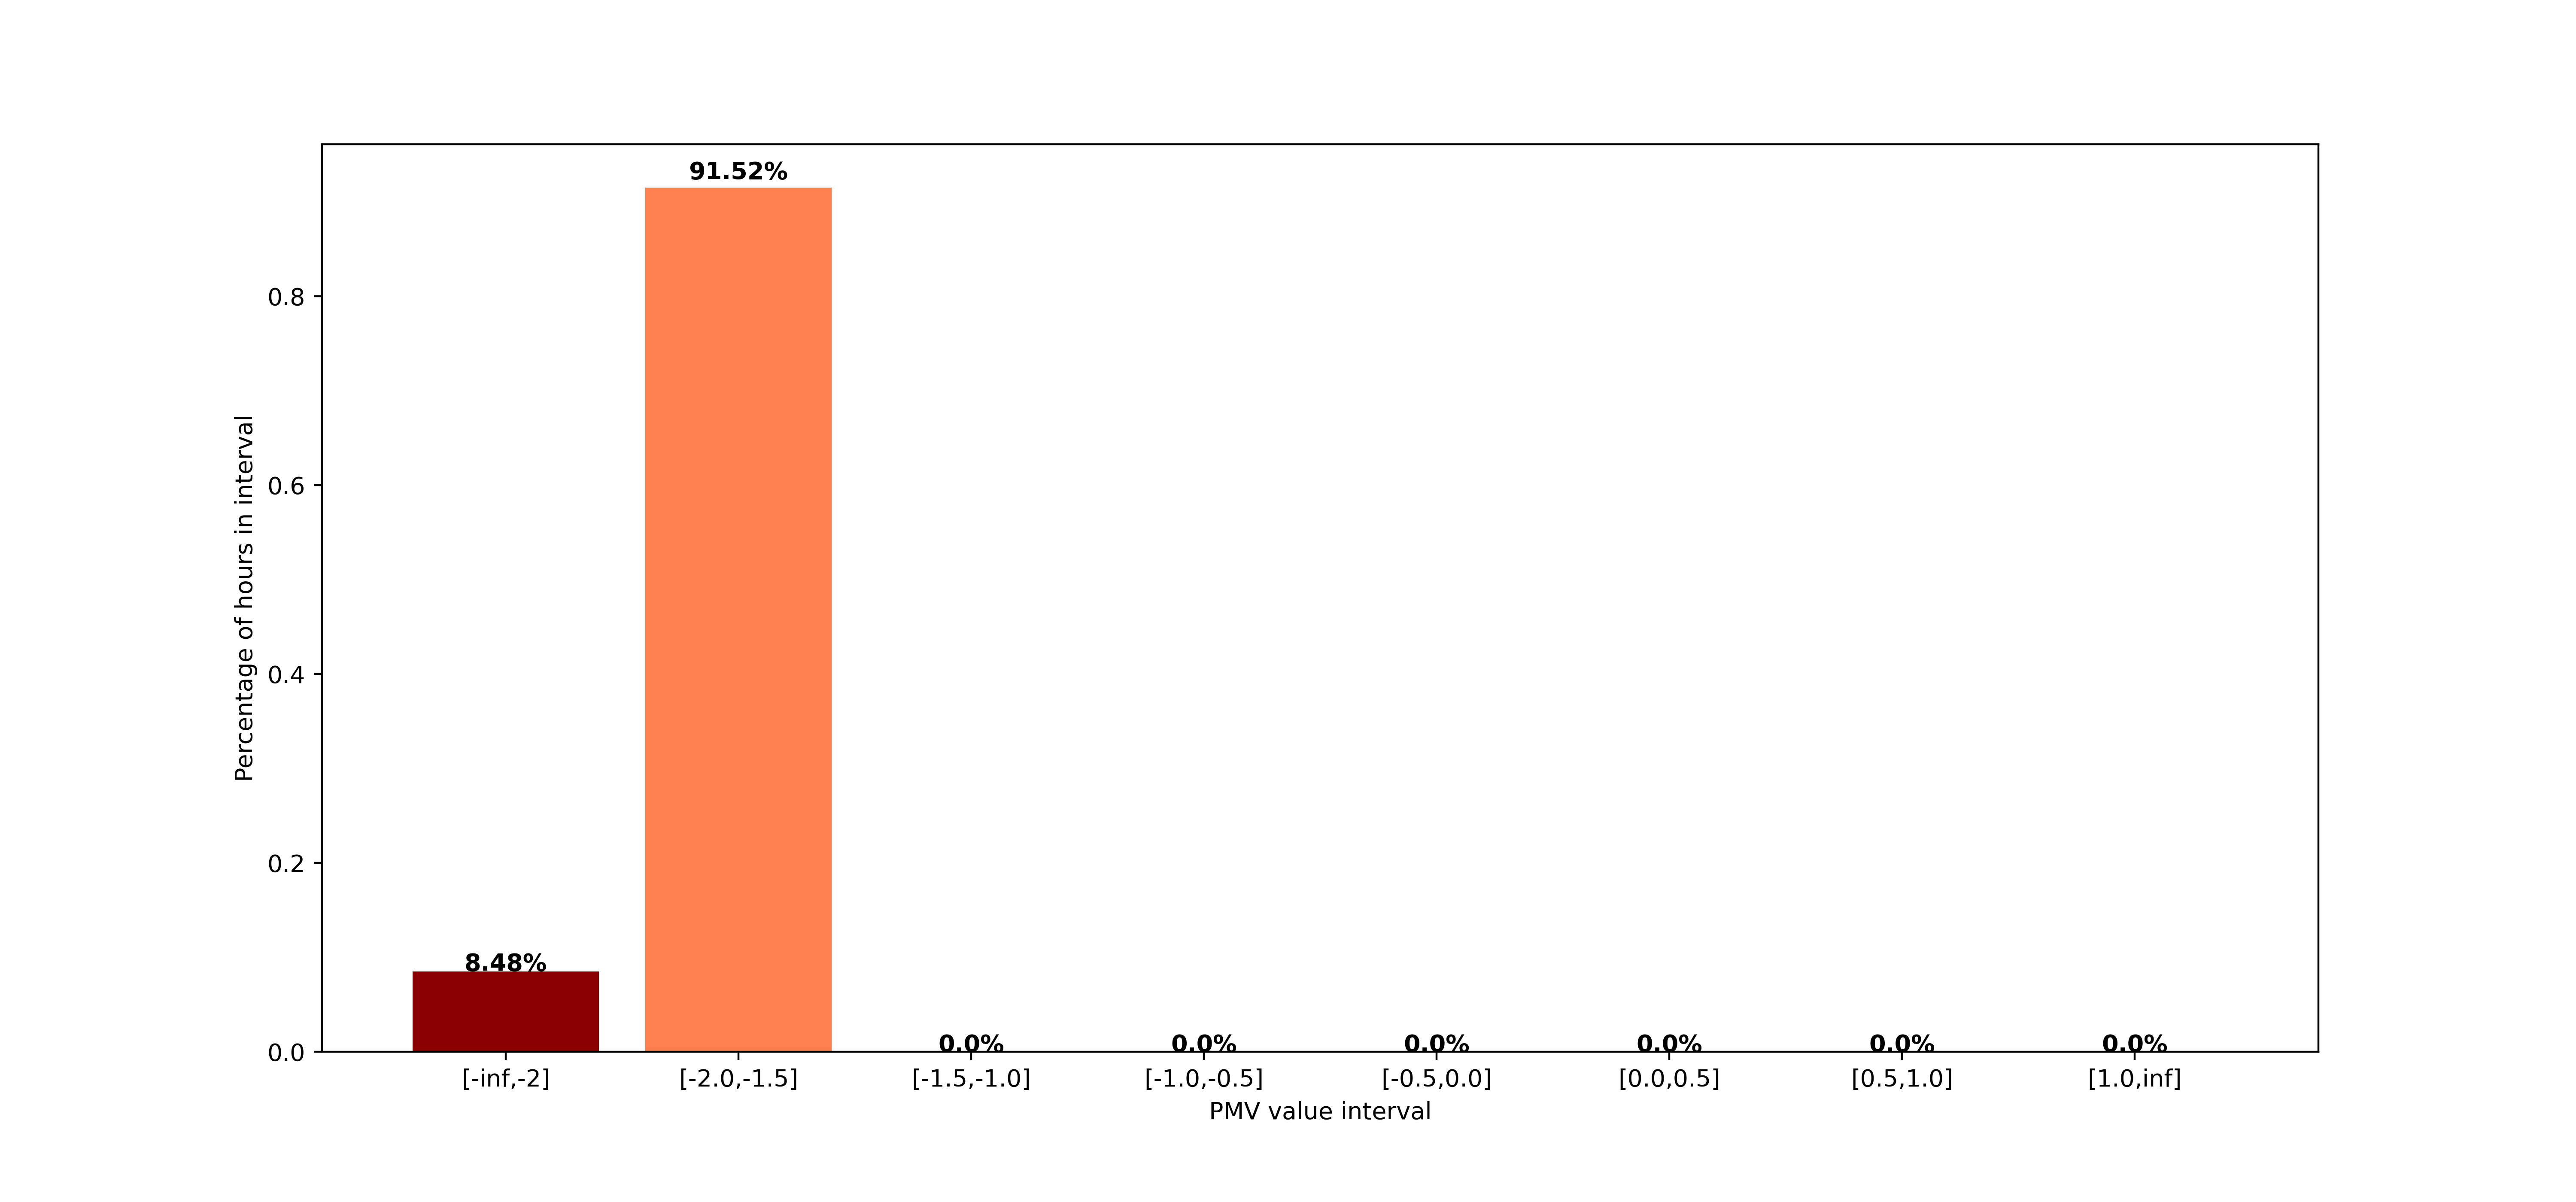 91.52%
0.8
0.6
0.4
0.2
0.0
Percentage of hours in interval
8.48%
0.0% 0.0% 0.0% 0.0% 0.0% 0.0%
[-inf,-2] [-2.0,-1.5] [-1.5,-1.0] [-1.0,-0.5] [-0.5,0.0] [0.0,0.5] [0.5,1.0] [1.0,inf]
PMV value interval